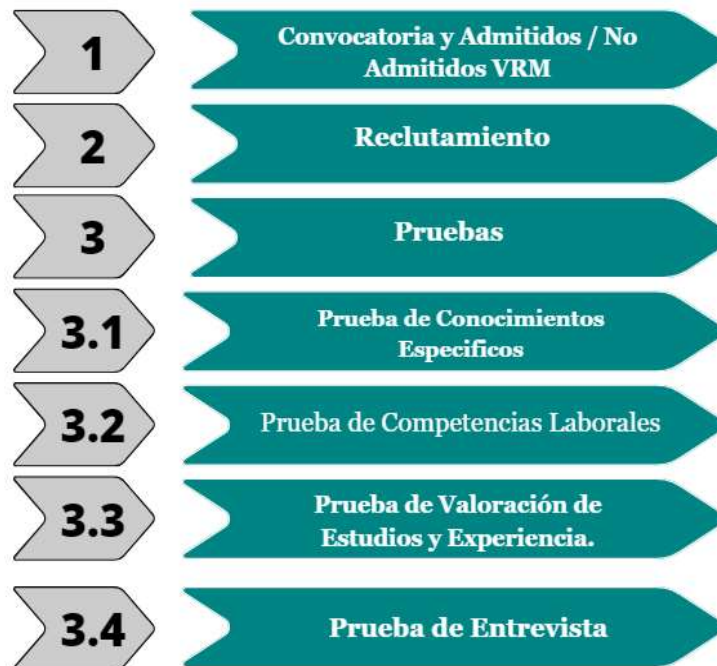 1
Convocatoria y Admitidos / No
Admitidos VRM
2
Reclutamiento
3
Pruebas
3.1
Prueba de Conocimientos
Especificos
3.2
Prueba de Competencias Laborales
3.3
Prueba de Valoración de
Estudios y Experiencia.
3.4
Prueba de Entrevista